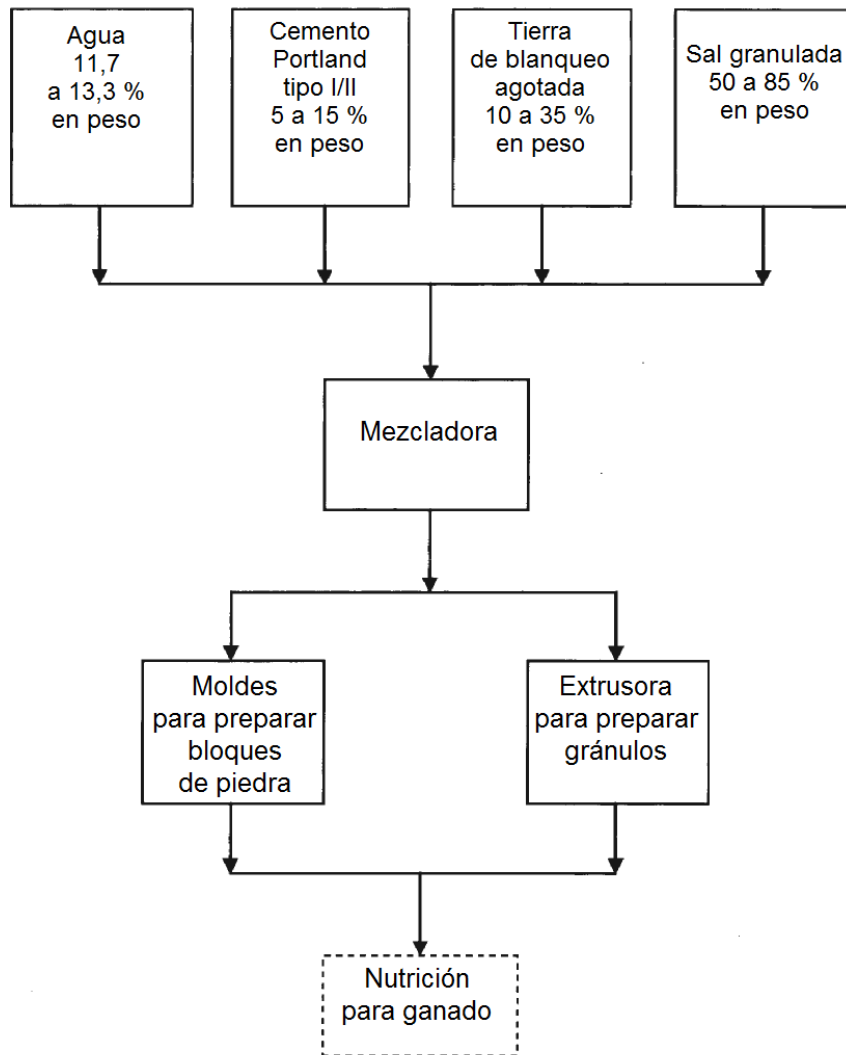 Agua
11,7
a 13,3 %
en peso
Cemento
Portland
tipo I/II
5 a 15 %
en peso
Tierra
de blanqueo
agotada
10 a 35 %
en peso
Sal granulada
50 a 85 %
en peso
Mezcladora
Moldes
para preparar
bloques
de piedra
Extrusora
para preparar
gránulos
Nutrición
para ganado